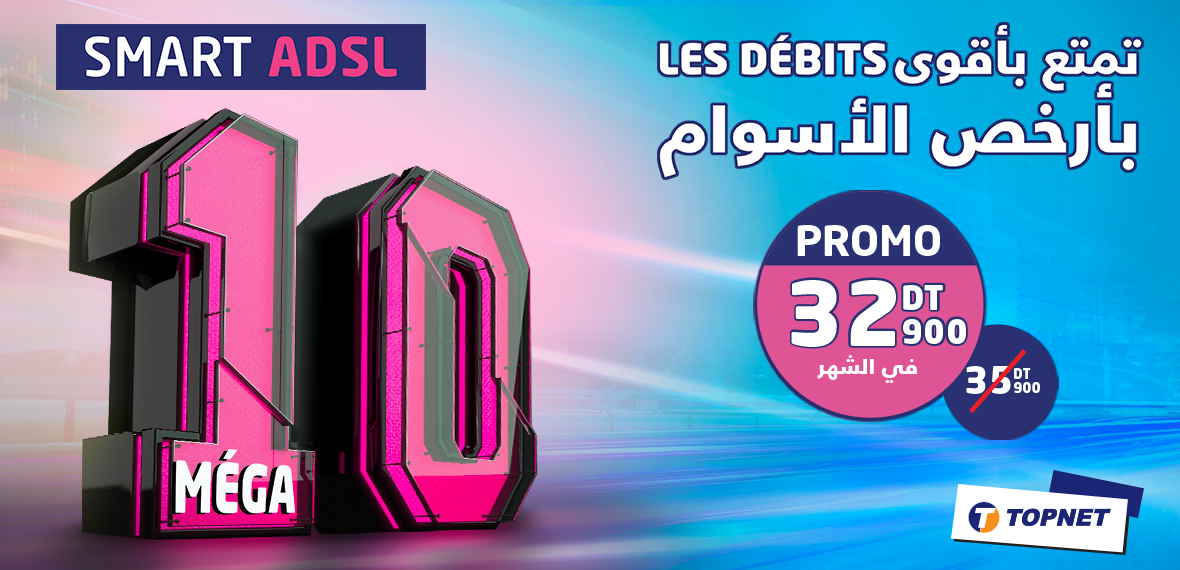 SMART ADSL
10
MÉGA
تمتع بأقوى LES DÉBITS
بأرخص الأسوام
PROMO
32 DT 900
في الشهر
35 DT 900
T TOPNET